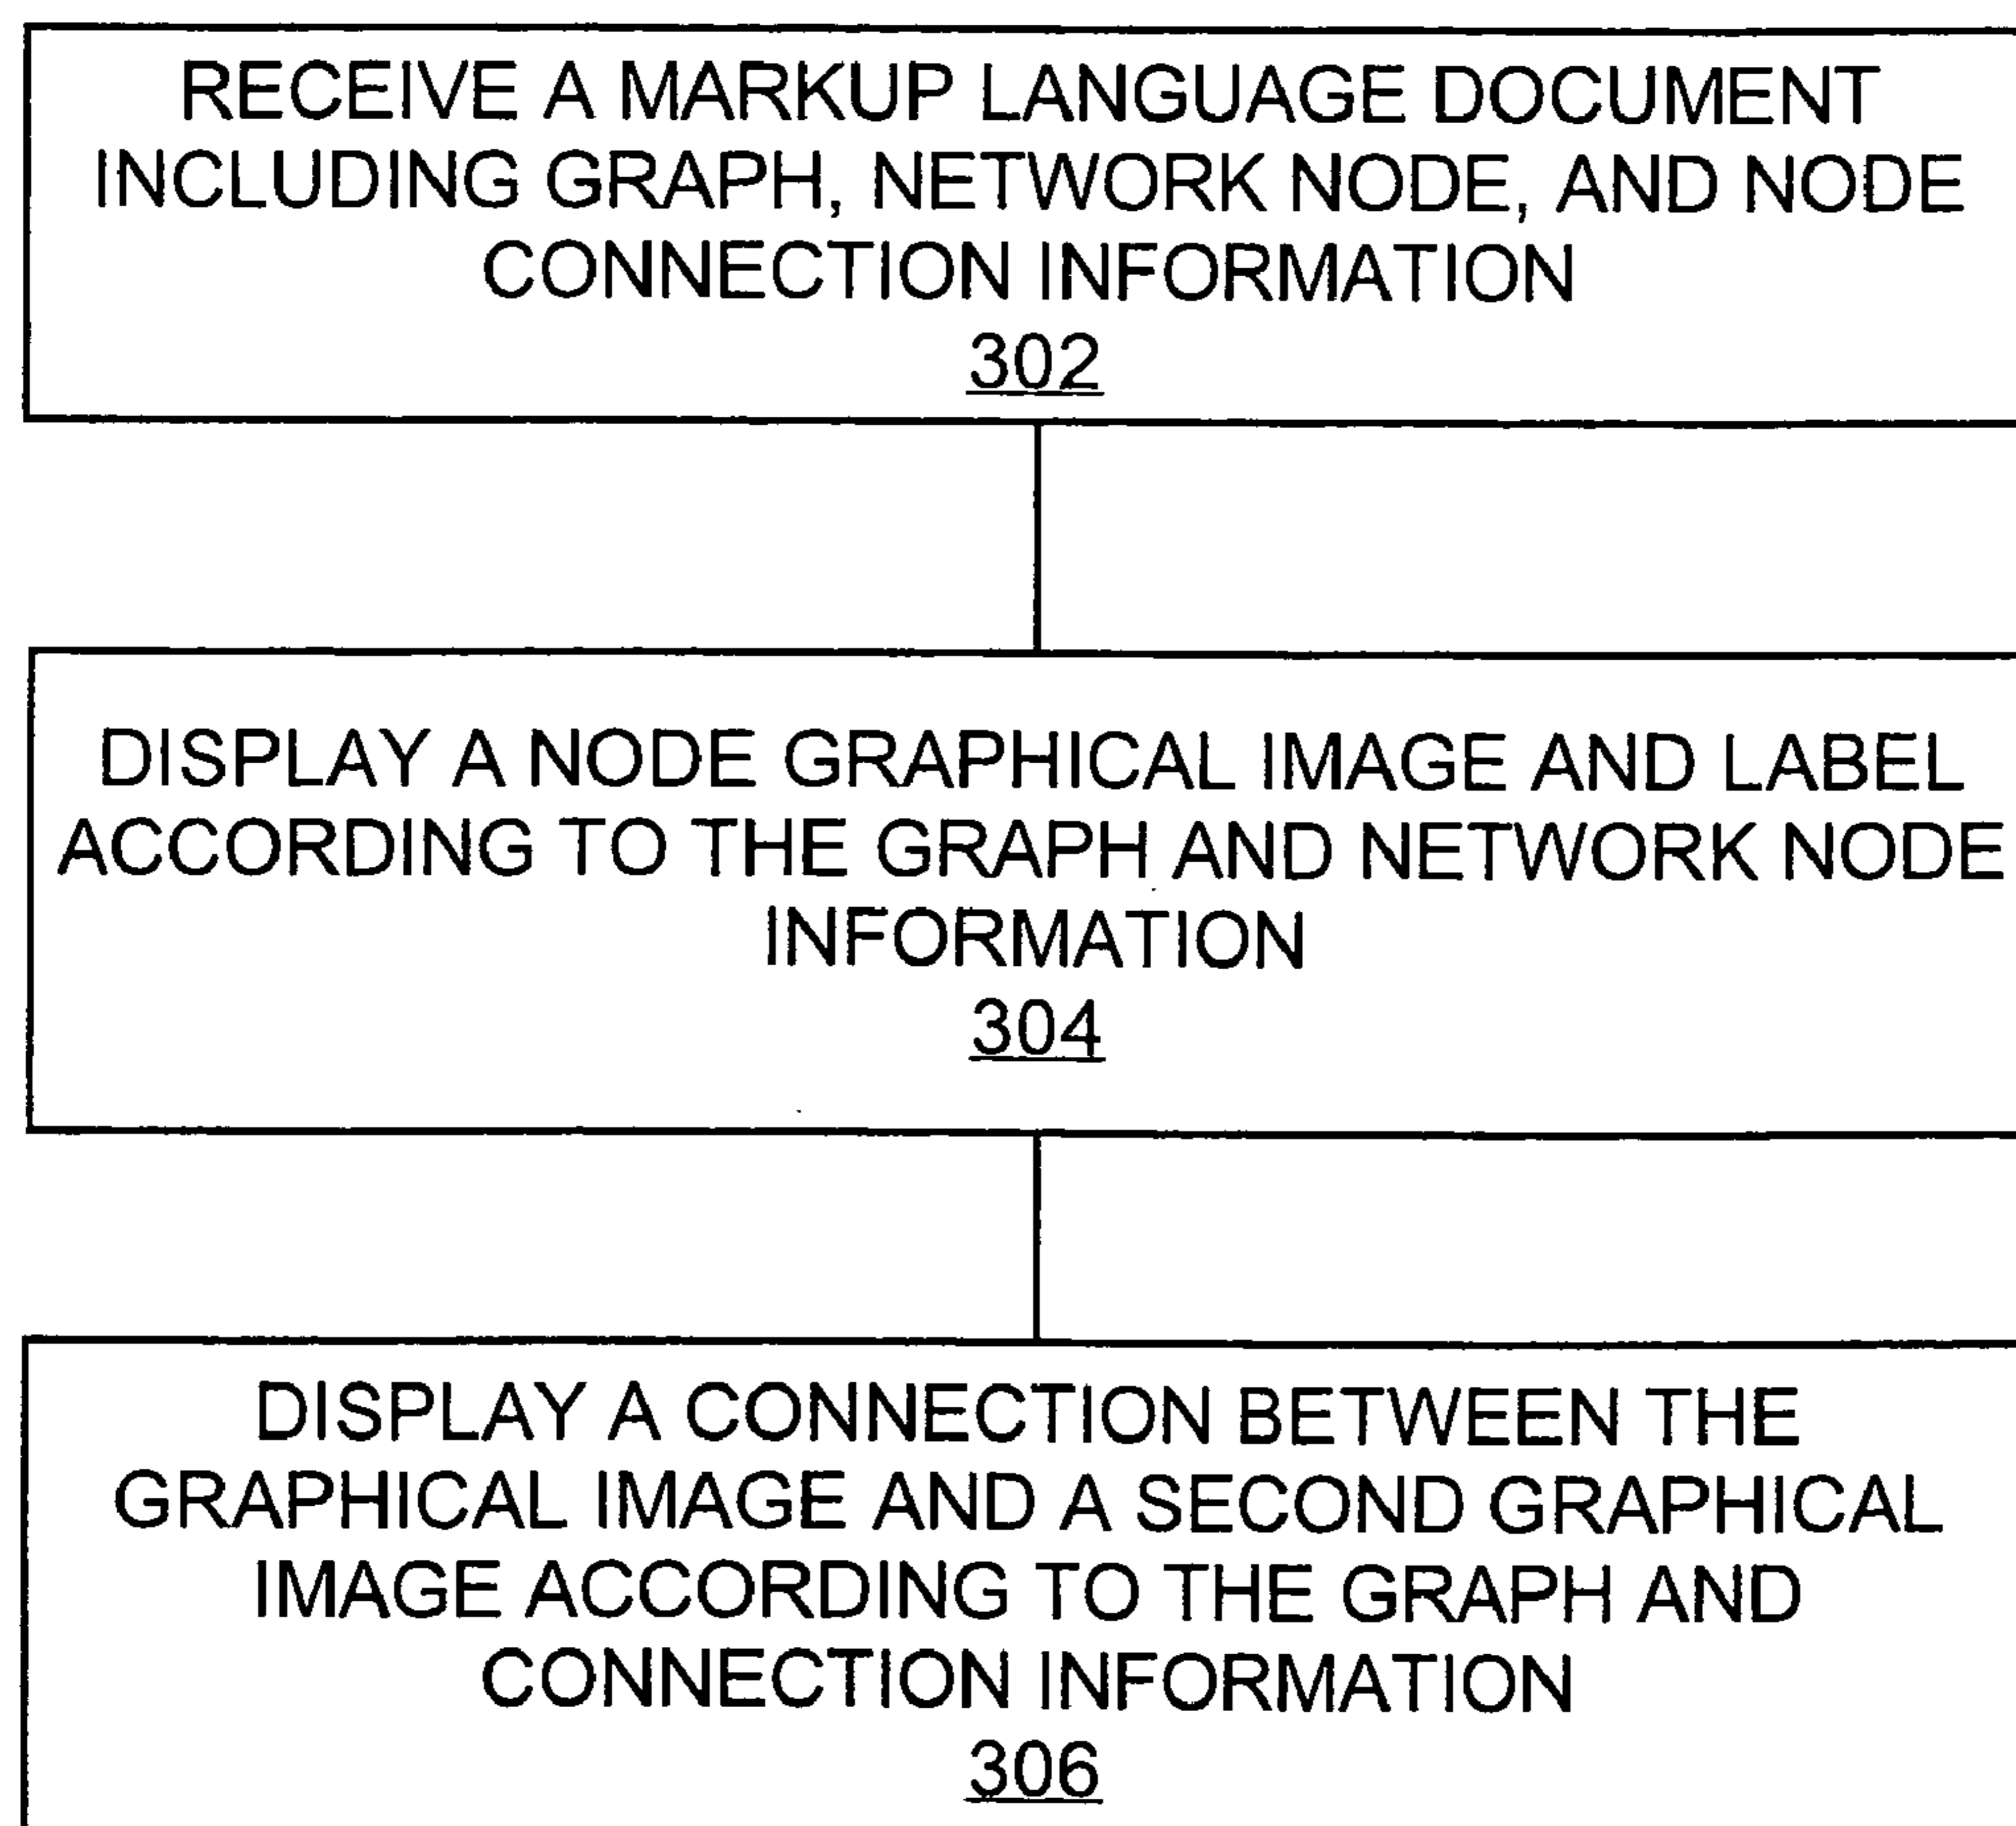 RECEIVE A MARKUP LANGUAGE DOCUMENT
INCLUDING GRAPH, NETWORK NODE, AND NODE
CONNECTION INFORMATION
302
DISPLAY A NODE GRAPHICAL IMAGE AND LABEL
ACCORDING TO THE GRAPH AND NETWORK NODE
INFORMATION
304
DISPLAY A CONNECTION BETWEEN THE
GRAPHICAL IMAGE AND A SECOND GRAPHICAL
IMAGE ACCORDING TO THE GRAPH AND
CONNECTION INFORMATION
306